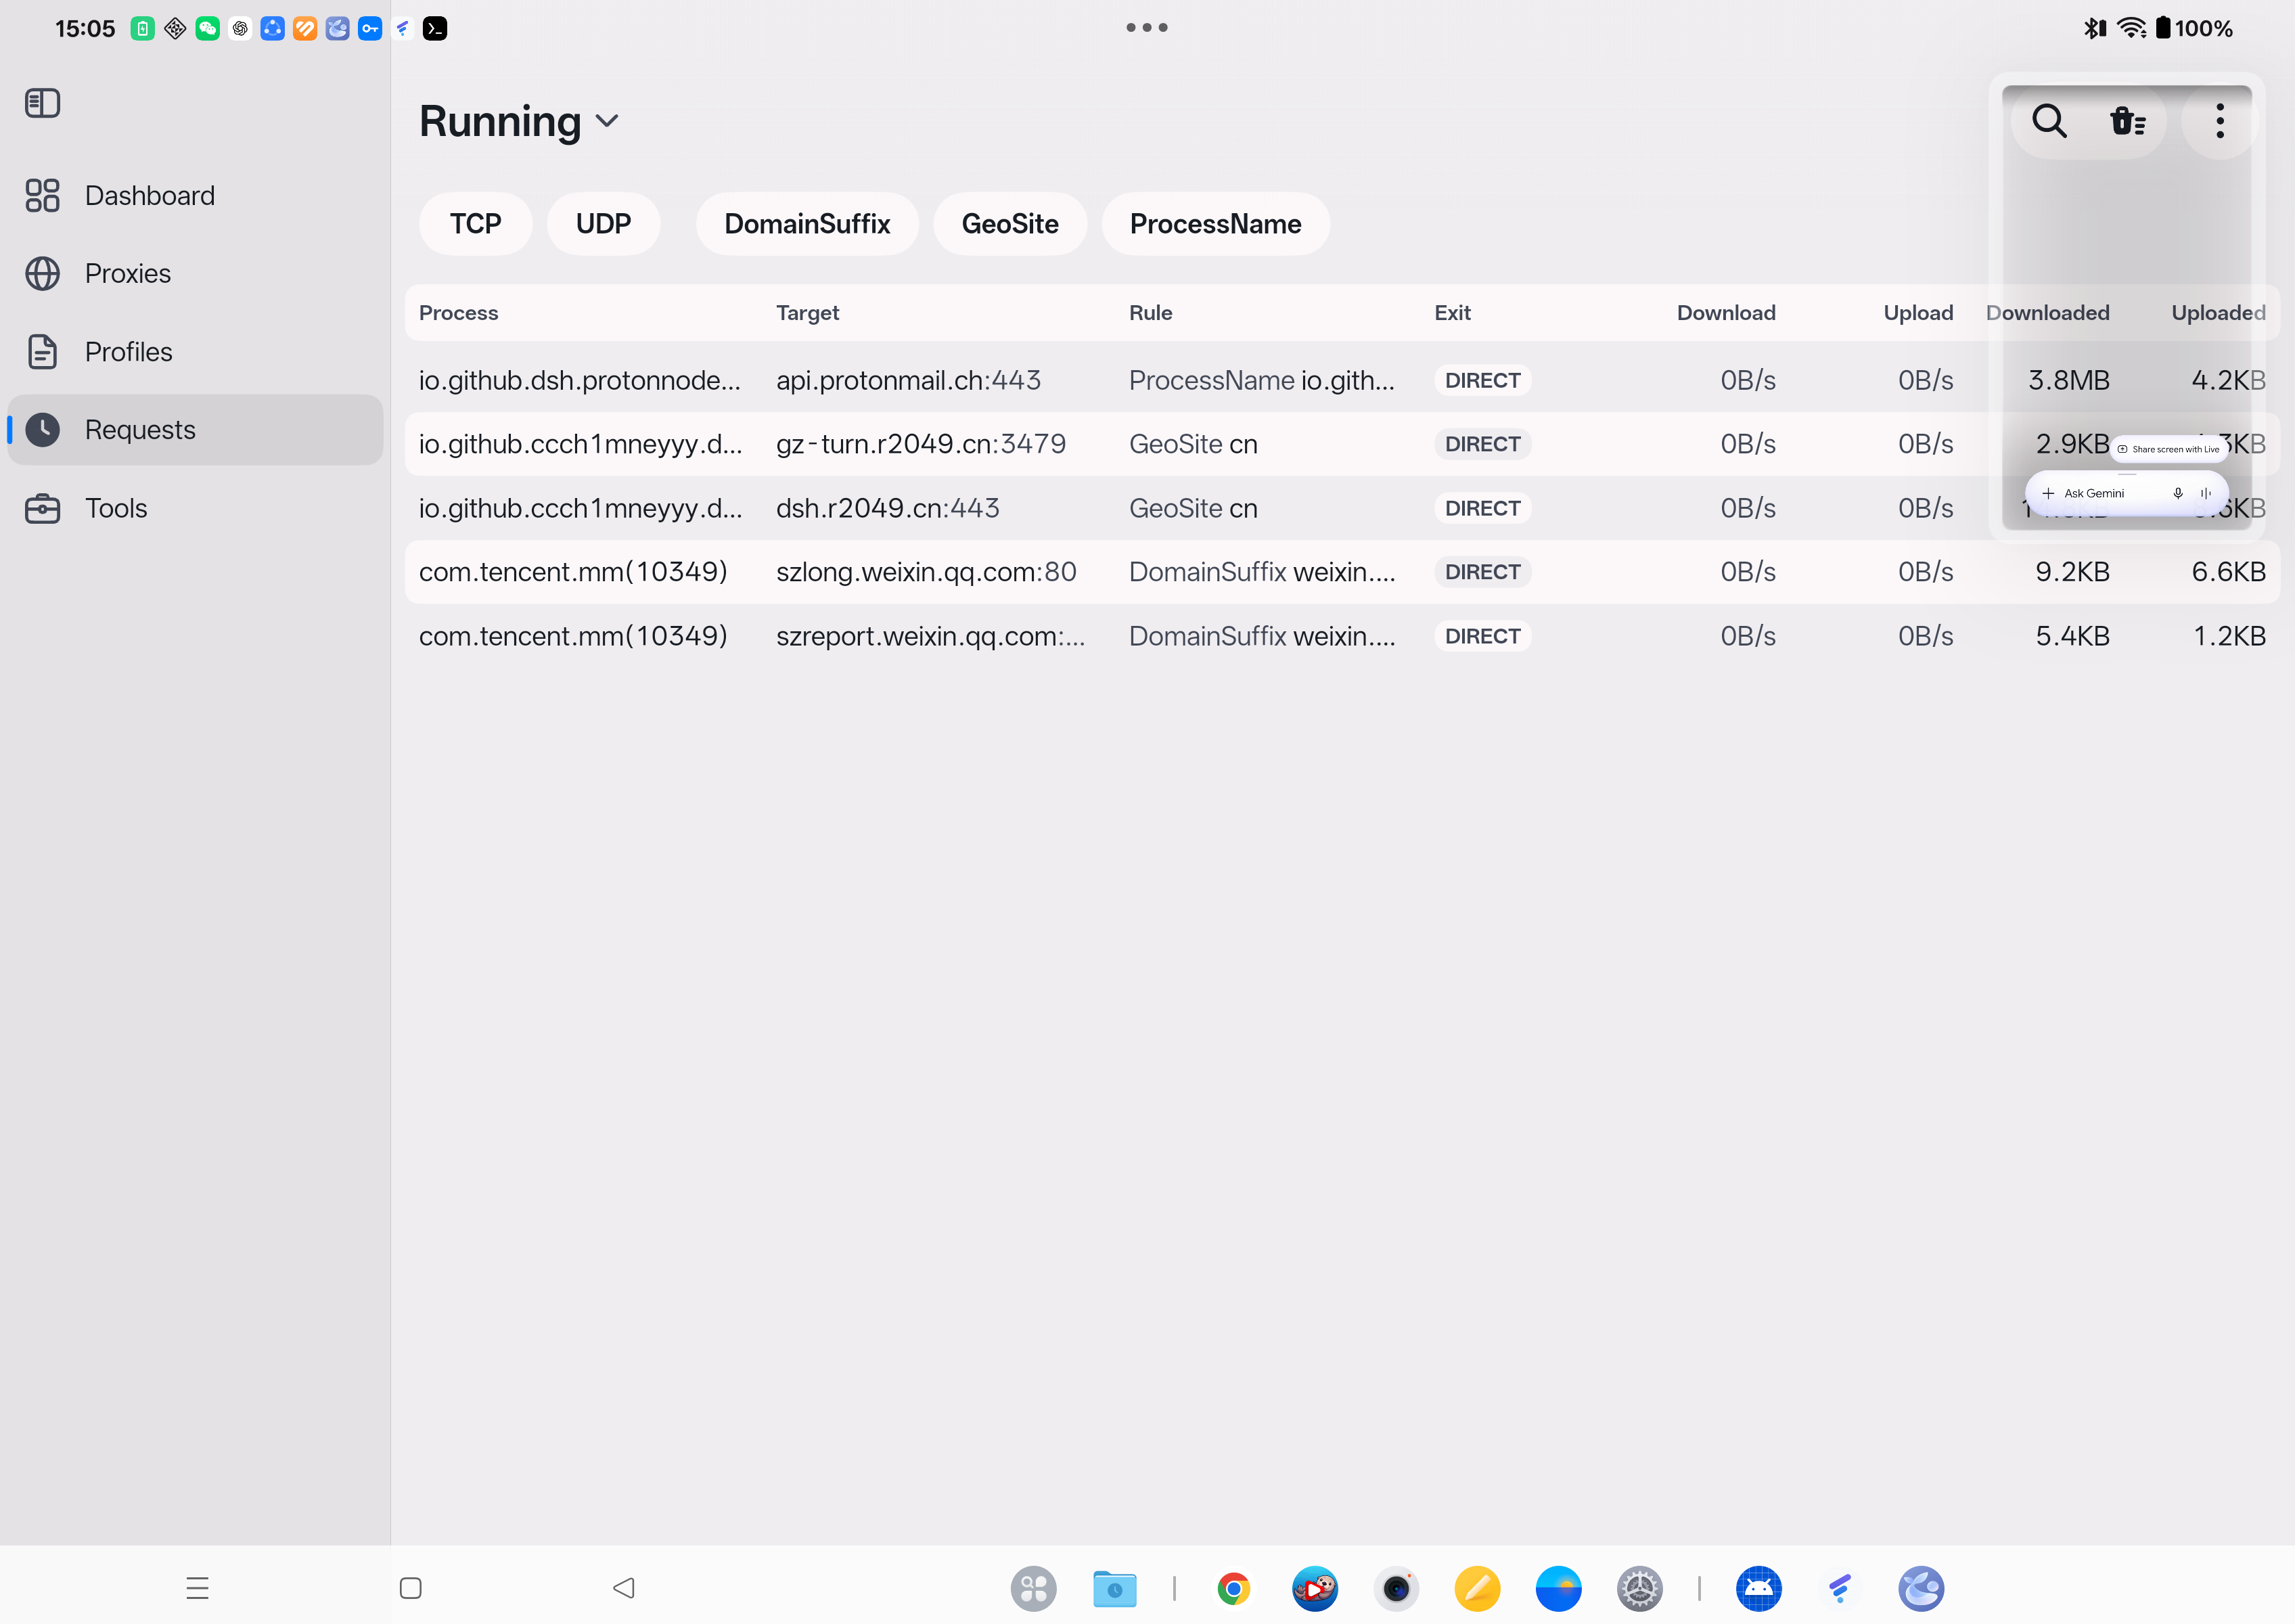 15:05
100%
Running
Dashboard
Proxies
Profiles
Requests
Tools
TCP UDP DomainSuffix GeoSite ProcessName
Process Target Rule Exit Download Upload Downloaded Uploaded
io.github.dsh.protonnode... api.protonmail.ch:443 ProcessName io.gith... DIRECT 0B/s 0B/s 3.8MB 4.2KB
io.github.ccch1mneyyy.d... gz-turn.r2049.cn:3479 GeoSite cn DIRECT 0B/s 0B/s 2.9KB
Share screen with Live
io.github.ccch1mneyyy.d... dsh.r2049.cn:443 GeoSite cn DIRECT 0B/s 0B/s
Ask Gemini
com.tencent.mm(10349) szlong.weixin.qq.com:80 DomainSuffix weixin.... DIRECT 0B/s 0B/s 9.2KB 6.6KB
com.tencent.mm(10349) szreport.weixin.qq.com:... DomainSuffix weixin.... DIRECT 0B/s 0B/s 5.4KB 1.2KB